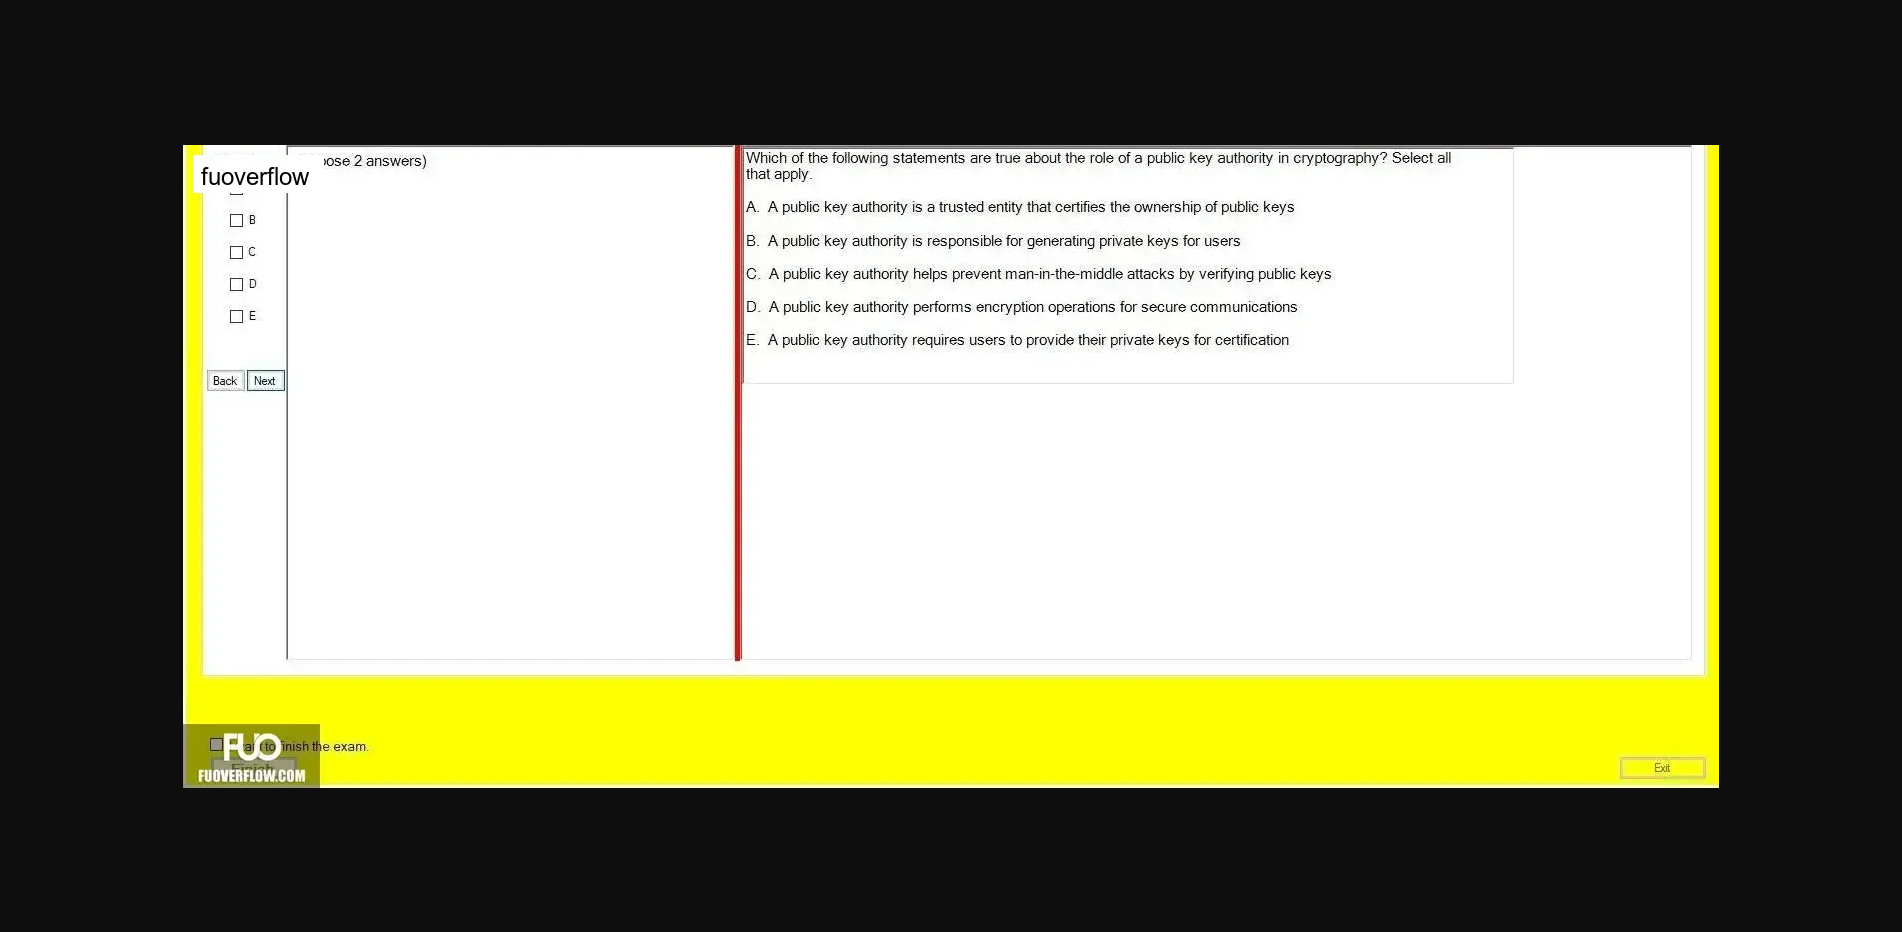 fuoverflow
2 answers)
B
C
D
E
Back Next
Which of the following statements are true about the role of a public key authority in cryptography? Select all
that apply.
A. A public key authority is a trusted entity that certifies the ownership of public keys
B. A public key authority is responsible for generating private keys for users
C. A public key authority helps prevent man-in-the-middle attacks by verifying public keys
D. A public key authority performs encryption operations for secure communications
E. A public key authority requires users to provide their private keys for certification
to finish the exam.
FUO
FUOVERFLOW.COM
Finish
Exit